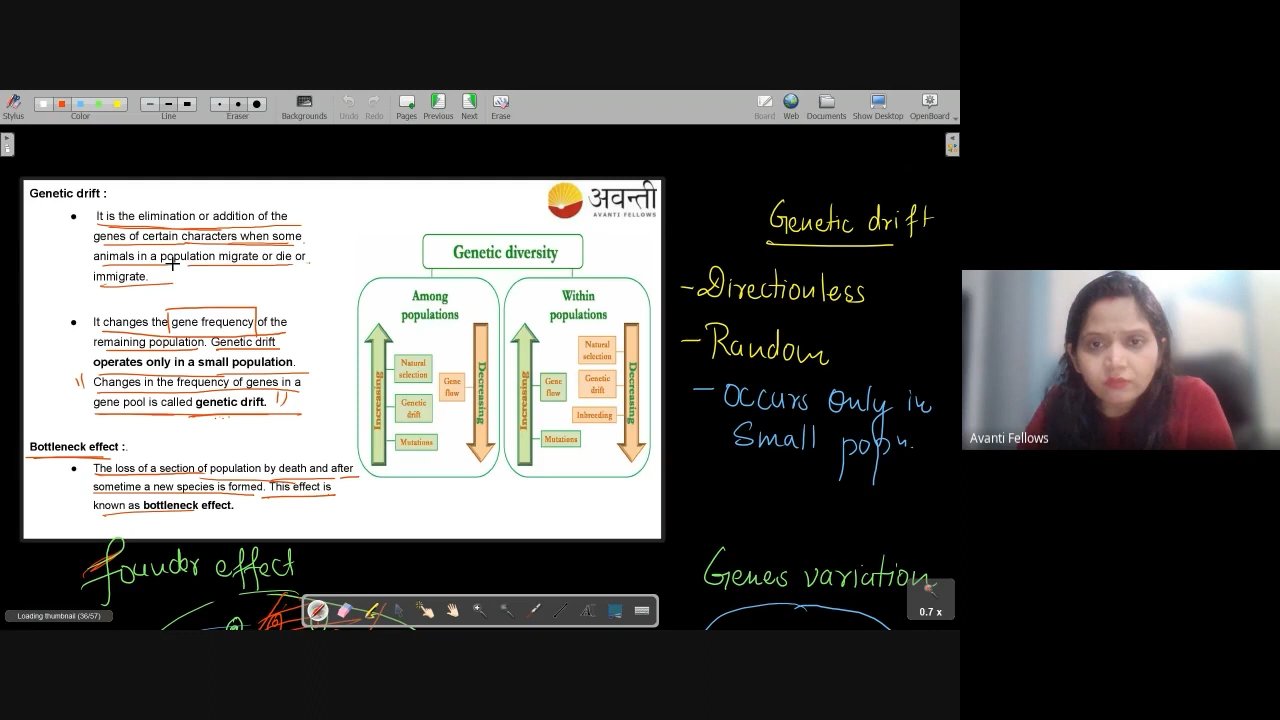 Stylus
Color
Line
Eraser
Backgrounds
Undo
Redo
Pages
Previous
Next
Erase
Board
Web
Documents
Show Desktop
OpenBoard
Genetic drift :
● It is the elimination or addition of the
genes of certain characters when some
animals in a population migrate or die or
immigrate.
● It changes the gene frequency of the
remaining population. Genetic drift
operates only in a small population.
Changes in the frequency of genes in a
gene pool is called genetic drift.
Bottleneck effect :
● The loss of a section of population by death and after
sometime a new species is formed. This effect is
known as bottleneck effect.
अवन्ती
AVANTI FELLOWS
Genetic diversity
Among
populations
Increasing
Natural
selection
Genetic
drift
Mutations
Gene
flow
Decreasing
Within
populations
Increasing
Gene
flow
Mutations
Natural
selection
Genetic
drift
Inbreeding
Decreasing
Genetic drift
- Directionless
- Random
- Occurs only in
Small popn.
founder effect
Genes variation
Loading thumbnail (36/57)
0.7 x
Avanti Fellows